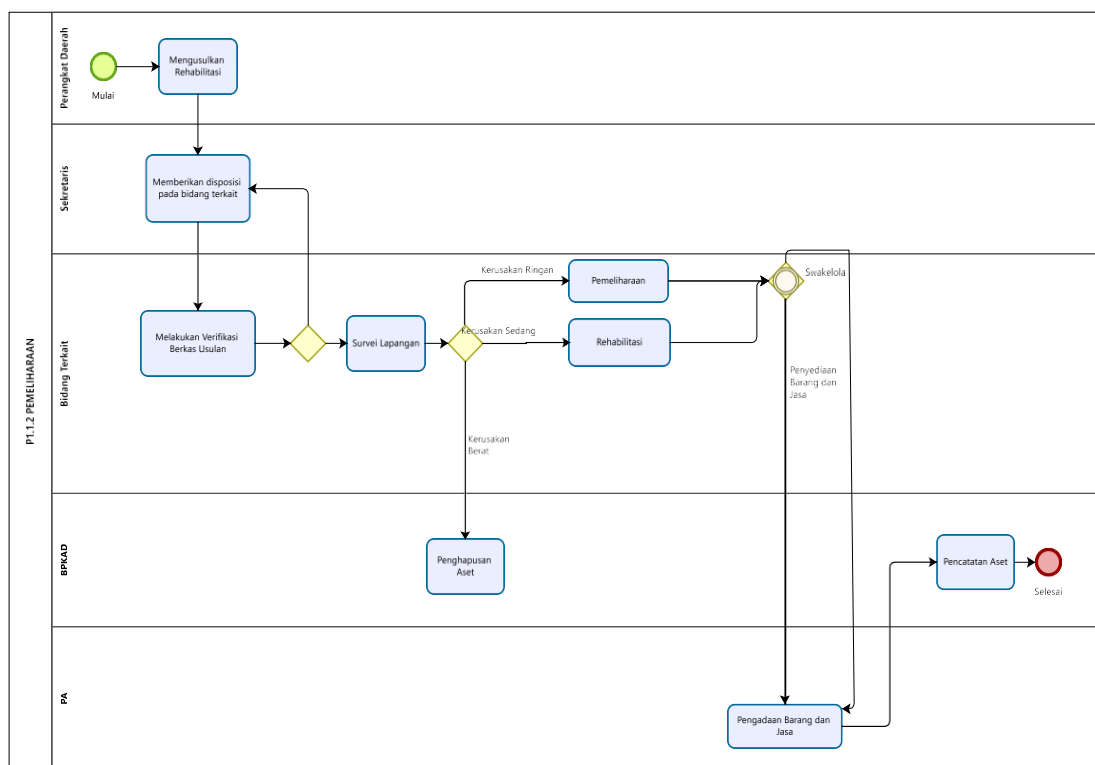 P1.1.2 PEMELIHARAAN
Perangkat Daerah
Mulai
Mengusulkan
Rehabilitasi
Sekretaris
Memberikan disposisi
pada bidang terkait
Bidang Terkait
Melakukan Verifikasi
Berkas Usulan
Survei Lapangan
Kerusakan Ringan
Kerusakan Sedang
Kerusakan
Berat
Pemeliharaan
Rehabilitasi
Swakelola
Penyediaan
Barang dan
Jasa
BPKAD
Penghapusan
Aset
Pencatatan Aset
Selesai
PA
Pengadaan Barang dan
Jasa